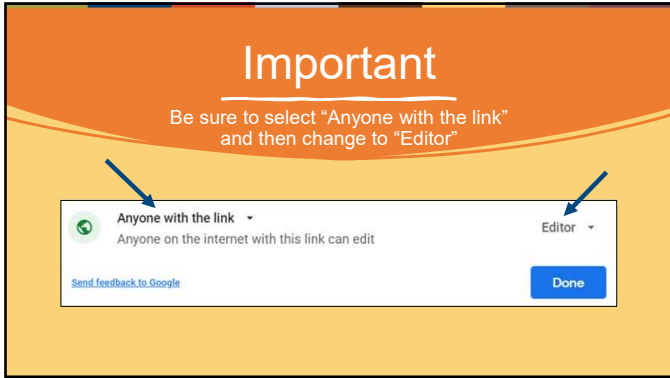 Important
Be sure to select “Anyone with the link”
and then change to “Editor”
Anyone with the link
Editor
Anyone on the internet with this link can edit
Send feedback to Google
Done